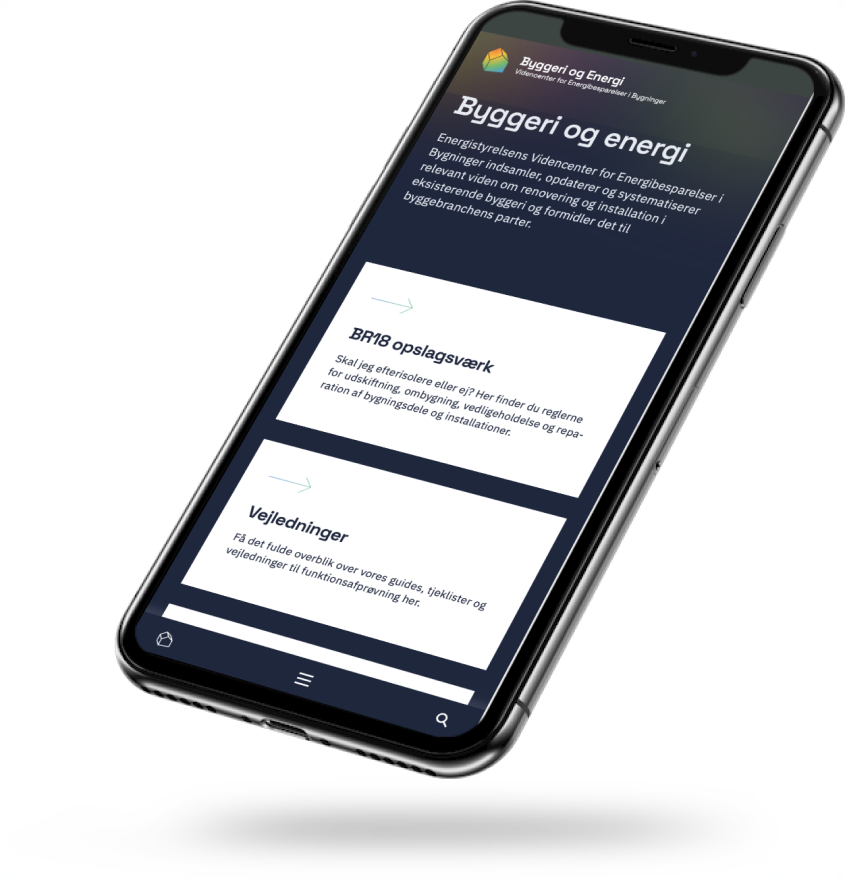 Byggeri og Energi
Videncenter for Energibesparelser i Bygninger
Byggeri og energi
Energistyrelsens Videncenter for Energibesparelser i
Bygninger indsamler, opdaterer og systematiserer
relevant viden om renovering og installation i
eksisterende byggeri og formidler det til
byggebranchens parter.
BR18 opslagsværk
Skal jeg efterisolere eller ej? Her finder du reglerne
for udskiftning, ombygning, vedligeholdelse og repa-
ration af bygningsdele og installationer.
Vejledninger
Få det fulde overblik over vores guides, tjeklister og
vejledninger til funktionsafprøvning her.